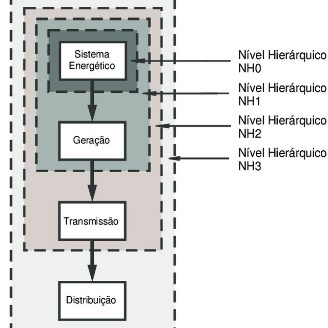 Sistema
Energético
Geração
Transmissão
Distribuição
Nível Hierárquico
NH0
Nível Hierárquico
NH1
Nível Hierárquico
NH2
Nível Hierárquico
NH3